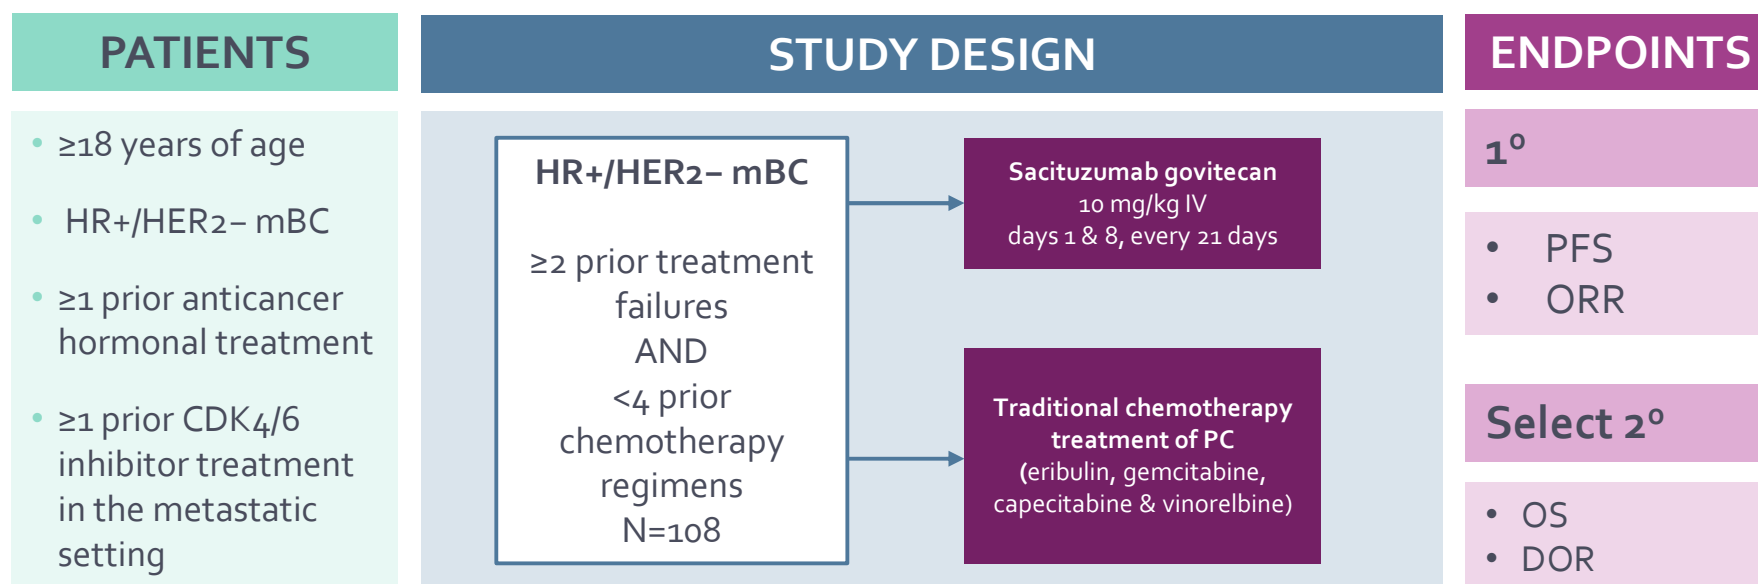 PATIENTS
• ≥18 years of age
• HR+/HER2– mBC
• ≥1 prior anticancer
hormonal treatment
• ≥1 prior CDK4/6
inhibitor treatment
in the metastatic
setting
STUDY DESIGN
HR+/HER2– mBC
≥2 prior treatment
failures
AND
<4 prior
chemotherapy
regimens
N=108
Sacituzumab govitecan
10 mg/kg IV
days 1 & 8, every 21 days
Traditional chemotherapy
treatment of PC
(eribulin, gemcitabine,
capecitabine & vinorelbine)
ENDPOINTS
1º
• PFS
• ORR
Select 2º
• OS
• DOR